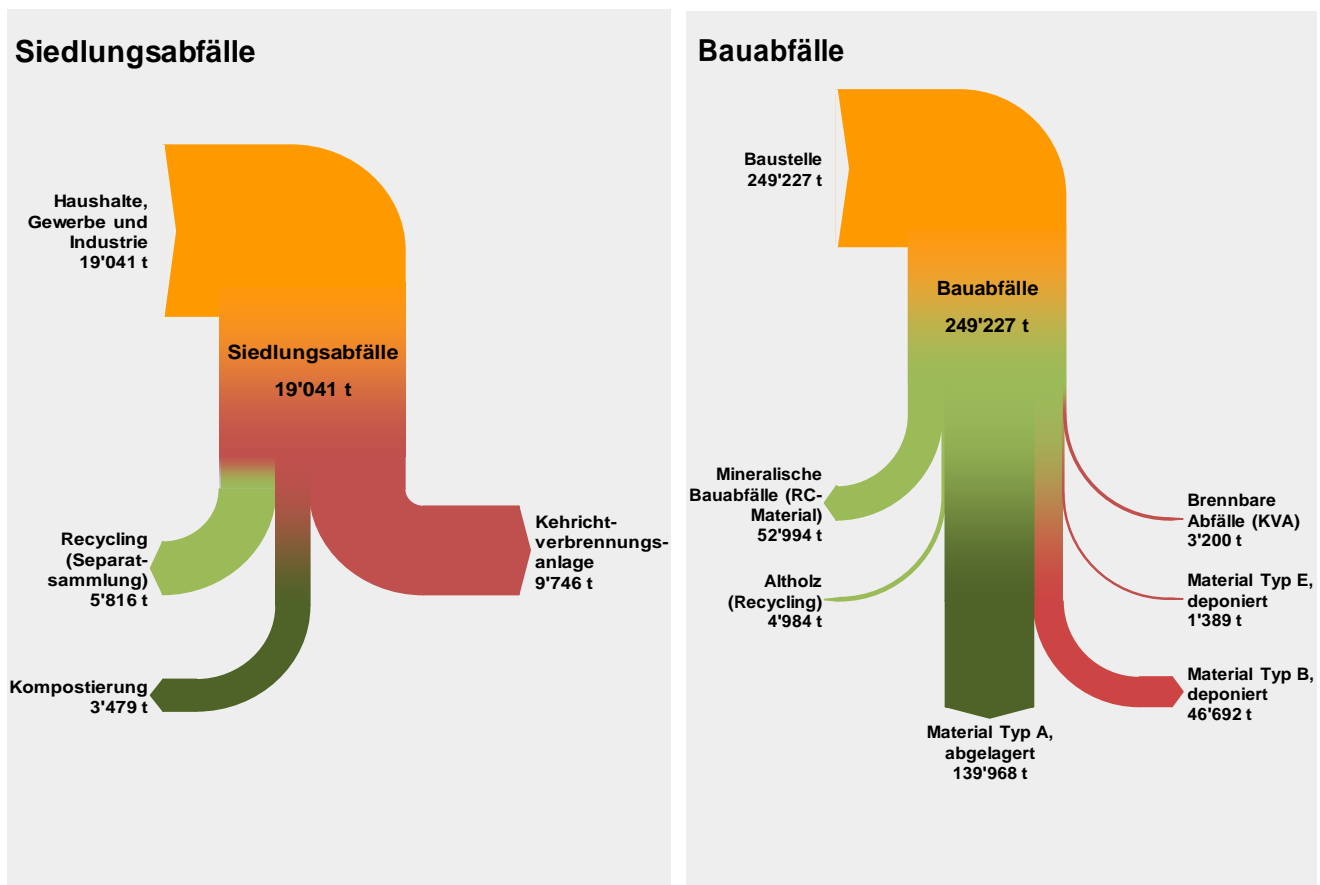 Siedlungsabfälle
Haushalte,
Gewerbe und
Industrie
19'041 t
Siedlungsabfälle
19'041 t
Recycling
(Separat-
sammlung)
5'816 t
Kehricht-
verbrennungs-
anlage
9'746 t
Kompostierung
3'479 t
Bauabfälle
Baustelle
249'227 t
Bauabfälle
249'227 t
Mineralische
Bauabfälle (RC-
Material)
52'994 t
Altholz
(Recycling)
4'984 t
Brennbare
Abfälle (KVA)
3'200 t
Material Typ E,
deponiert
1'389 t
Material Typ B,
deponiert
46'692 t
Material Typ A,
abgelagert
139'968 t